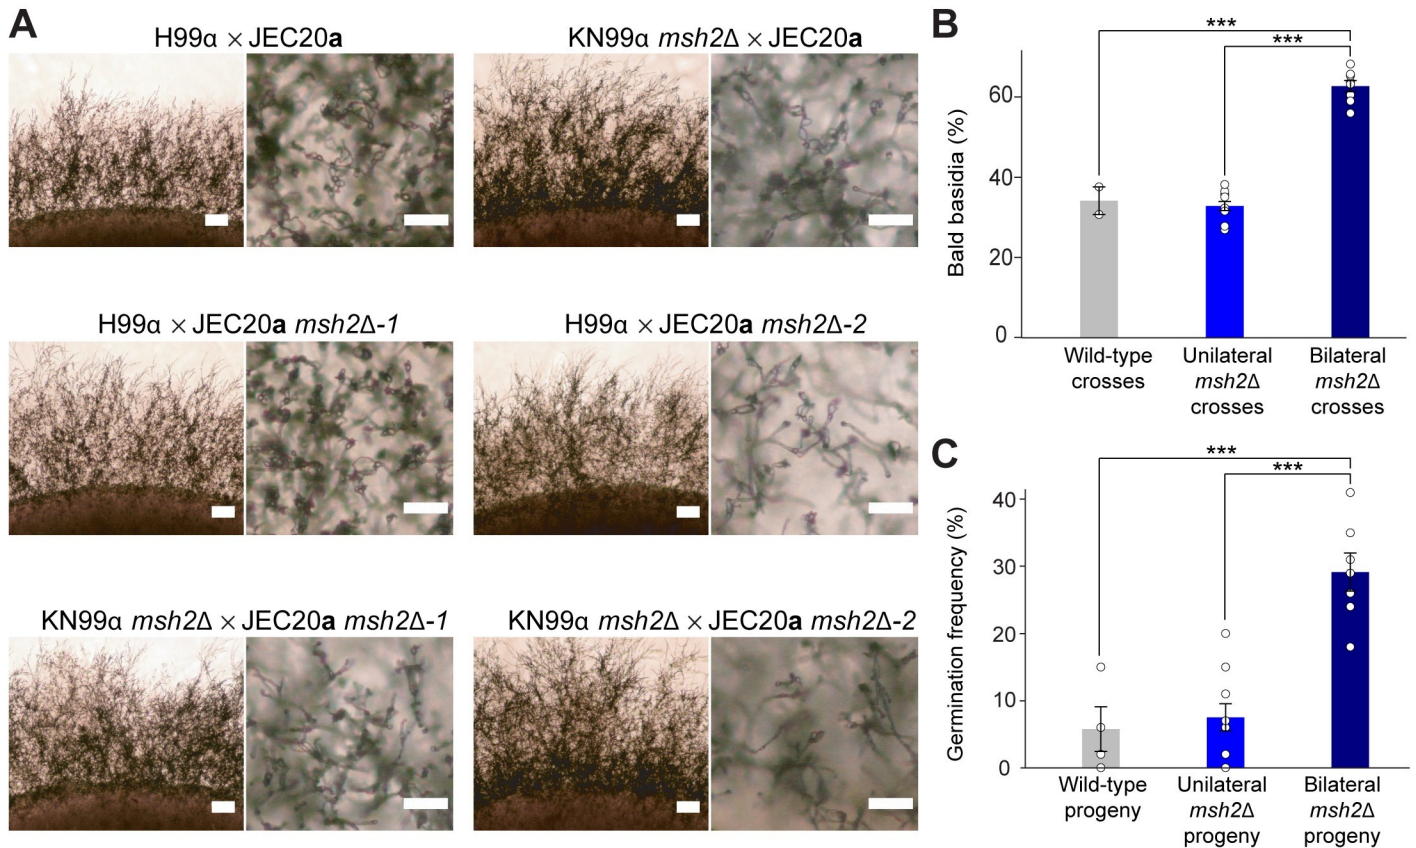 A
H99α × JEC20a
KN99α msh2Δ × JEC20a
H99α × JEC20a msh2Δ-1
H99α × JEC20a msh2Δ-2
KN99α msh2Δ × JEC20a msh2Δ-1
KN99α msh2Δ × JEC20a msh2Δ-2
B
***
***
Bald basidia (%)
60
40
20
0
Wild-type
crosses
Unilateral
msh2Δ
crosses
Bilateral
msh2Δ
crosses
C
***
***
Germination frequency (%)
40
30
20
10
0
Wild-type
progeny
Unilateral
msh2Δ
progeny
Bilateral
msh2Δ
progeny